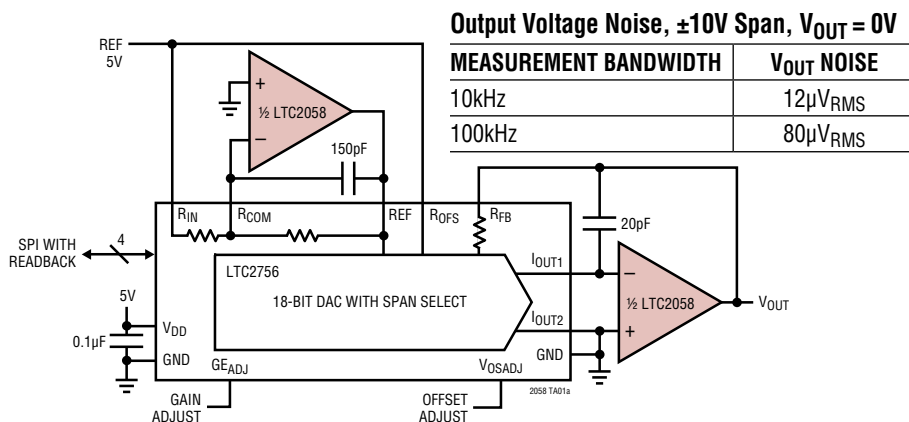 Output Voltage Noise, ±10V Span, VOUT = 0V
MEASUREMENT BANDWIDTH VOUT NOISE
10kHz 12µVRMS
100kHz 80µVRMS
REF
5V
+
½ LTC2058
−
150pF
RIN RCOM REF ROFS RFB
20pF
SPI WITH
READBACK
4
LTC2756
18-BIT DAC WITH SPAN SELECT
IOUT1
IOUT2
−
½ LTC2058
+
VOUT
5V
0.1µF
VDD
GND
GEADJ
VOSADJ
GND
2058 TA01a
GAIN
ADJUST
OFFSET
ADJUST